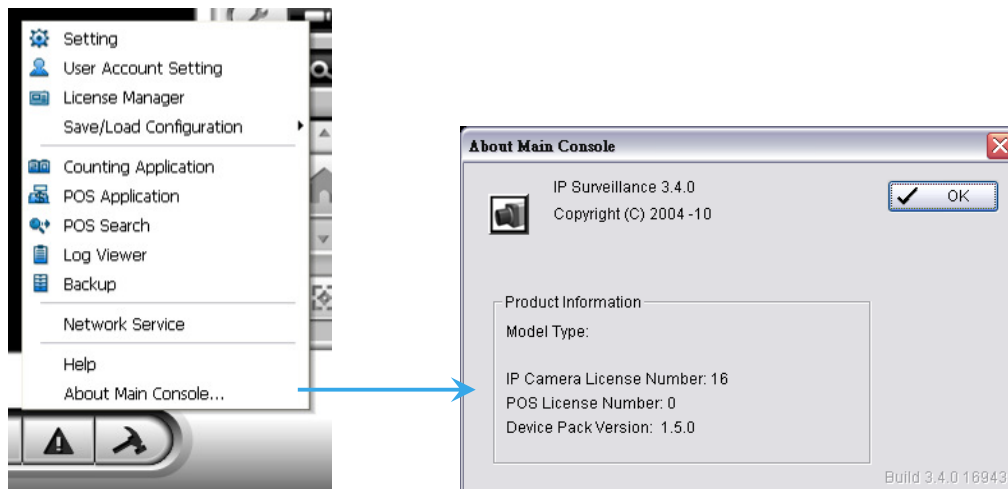 Setting
User Account Setting
License Manager
Save/Load Configuration
Counting Application
POS Application
POS Search
Log Viewer
Backup
Network Service
Help
About Main Console...
About Main Console
IP Surveillance 3.4.0
Copyright (C) 2004 -10
OK
Product Information
Model Type:
IP Camera License Number: 16
POS License Number: 0
Device Pack Version: 1.5.0
Build 3.4.0 16943